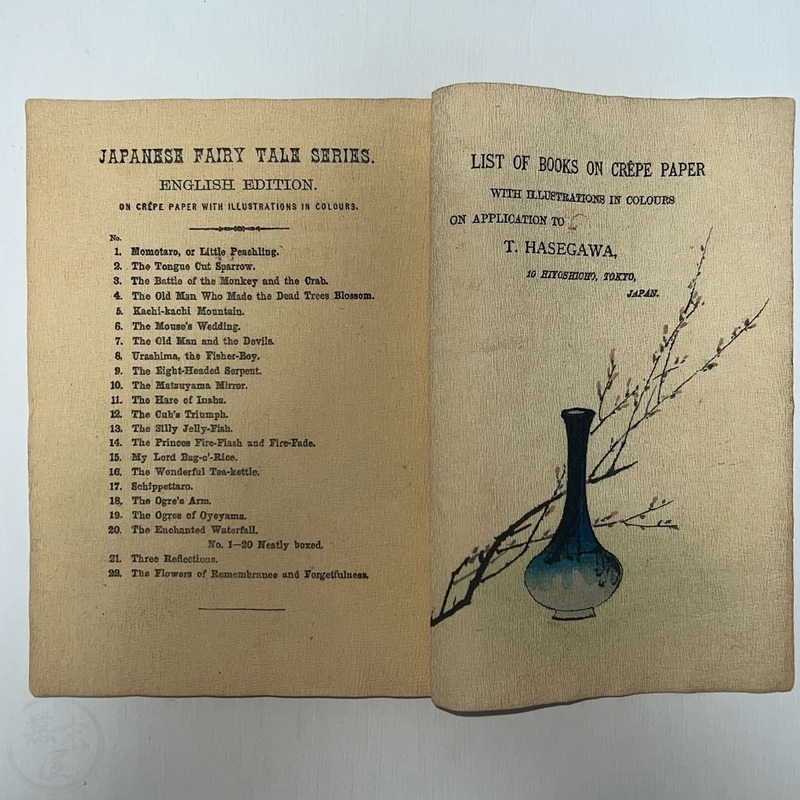 JAPANESE FAIRY TALE SERIES.
ENGLISH EDITION.
ON CRÊPE PAPER WITH ILLUSTRATIONS IN COLOURS.
No.
1. Momotaro, or Little Peachling.
2. The Tongue Cut Sparrow.
3. The Battle of the Monkey and the Crab.
4. The Old Man Who Made the Dead Trees Blossom.
5. Kachi-kachi Mountain.
6. The Mouse's Wedding.
7. The Old Man and the Devils.
8. Urashima, the Fisher-Boy.
9. The Eight-Headed Serpent.
10. The Matsuyama Mirror.
11. The Hare of Inaba.
12. The Cub's Triumph.
13. The Silly Jelly-Fish.
14. The Princes Fire-Flash and Fire-Fade.
15. My Lord Bag-o'-Rice.
16. The Wonderful Tea-kettle.
17. Schippeitaro.
18. The Ogre's Arm.
19. The Ogres of Oyeyama.
20. The Enchanted Waterfall.
No. 1—20 Neatly boxed.
21. Three Reflections.
22. The Flowers of Remembrance and Forgetfulness.
LIST OF BOOKS ON CRÊPE PAPER
WITH ILLUSTRATIONS IN COLOURS
ON APPLICATION TO
T. HASEGAWA,
10 HIYOSHICHO, TOKYO,
JAPAN.